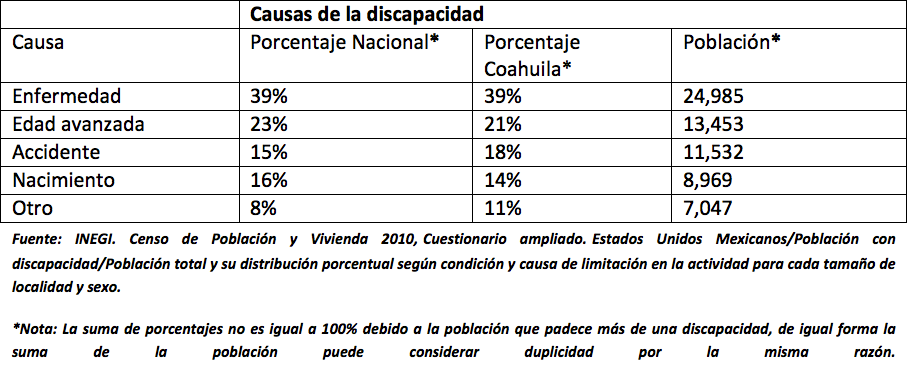 Causas de la discapacidad
Causa Porcentaje Nacional* Porcentaje Coahuila* Población*
Enfermedad 39% 39% 24,985
Edad avanzada 23% 21% 13,453
Accidente 15% 18% 11,532
Nacimiento 16% 14% 8,969
Otro 8% 11% 7,047
Fuente: INEGI. Censo de Población y Vivienda 2010, Cuestionario ampliado. Estados Unidos Mexicanos/Población con
discapacidad/Población total y su distribución porcentual según condición y causa de limitación en la actividad para cada tamaño de
localidad y sexo.
*Nota: La suma de porcentajes no es igual a 100% debido a la población que padece más de una discapacidad, de igual forma la
suma de la población puede considerar duplicidad por la misma razón.